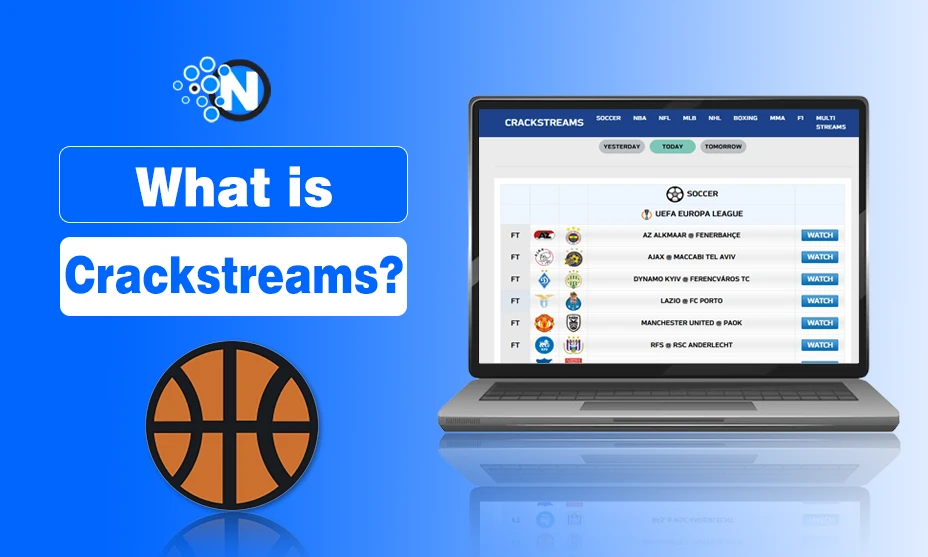 N
What is
Crackstreams?
CRACKSTREAMS
SOCCER NBA NFL MLB NHL BOXING MMA F1 MULTI STREAMS
YESTERDAY TODAY TOMORROW
SOCCER
UEFA EUROPA LEAGUE
FT AZ AZ ALKMAAR @ FENERBAHÇE WATCH
FT AJAX @ MACCABI TEL AVIV WATCH
FT DYNAMO KYIV @ FERENCVÁROS TC WATCH
FT LAZIO @ FC PORTO WATCH
FT MANCHESTER UNITED @ PAOK WATCH
FT RFS @ RSC ANDERLECHT WATCH